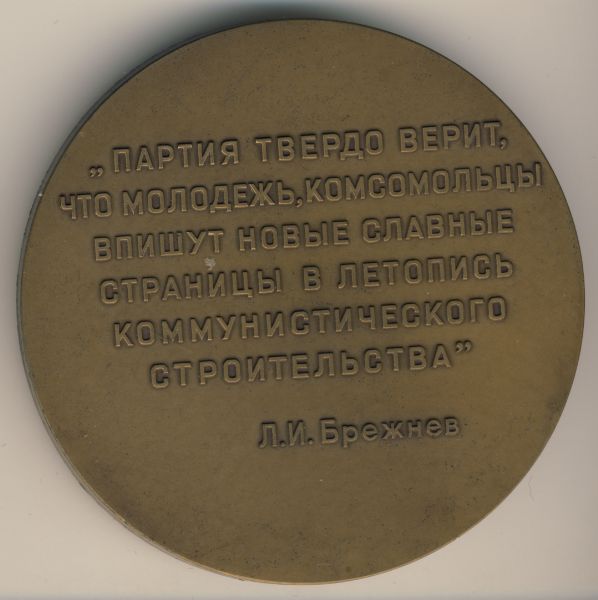 „ПАРТИЯ ТВЕРДО ВЕРИТ,
ЧТО МОЛОДЕЖЬ, КОМСОМОЛЬЦЫ
ВПИШУТ НОВЫЕ СЛАВНЫЕ
СТРАНИЦЫ В ЛЕТОПИСЬ
КОММУНИСТИЧЕСКОГО
СТРОИТЕЛЬСТВА”
Л.И. Брежнев